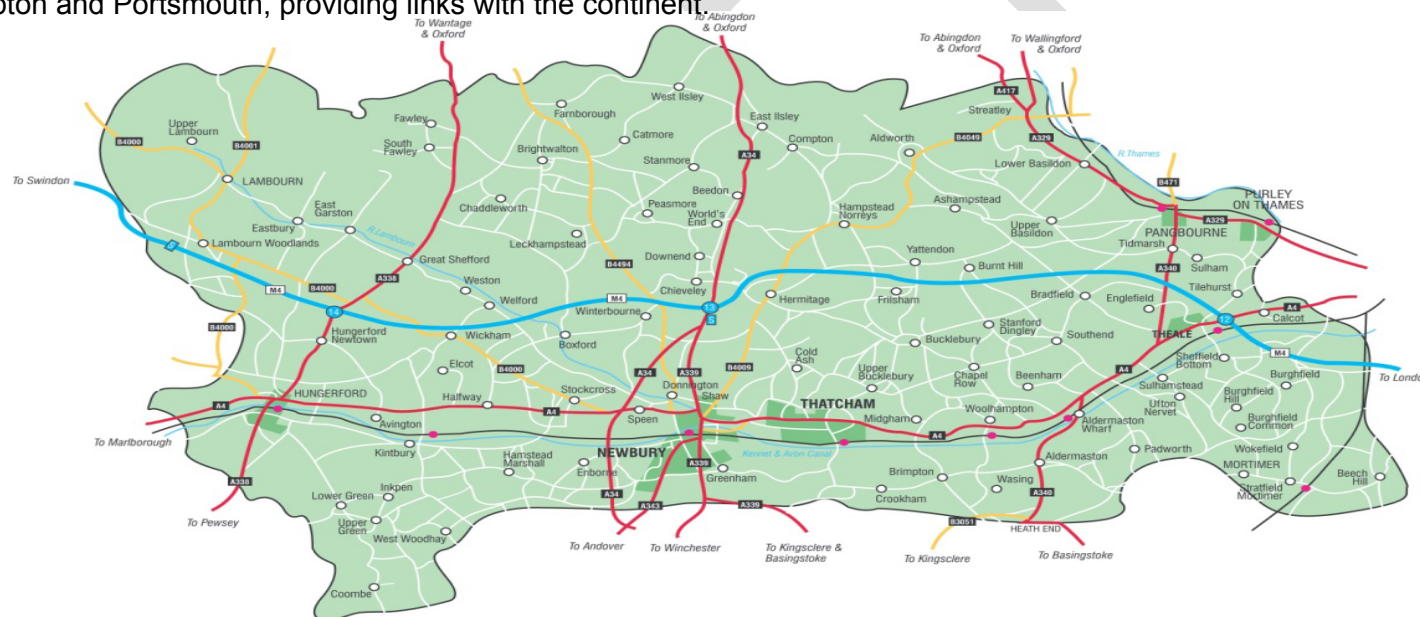 pton and Portsmouth, providing links with the continent.
To Wantage
& Oxford
To Abingdon
& Oxford
To Abingdon
& Oxford
To Wallingford
& Oxford
A417
West Ilsley
Farnborough
Streatley
Upper
Lambourn
Fawley
East Ilsley
B4000
B4001
South
Fawley
Catmore
Compton
Aldworth
B4049
A329
Brightwalton
Stanmore
A34
Lower Basildon
R.Thames
To Swindon
LAMBOURN
Beedon
B471
PURLEY
ON THAMES
East
Garston
Chaddleworth
Peasmore
World's
End
Hampstead
Norreys
Ashampstead
Upper
Basildon
A329
Eastbury
R.Lambourn
PANGBOURNE
Lambourn Woodlands
Leckhampstead
Yattendon
Tidmarsh
S
Great Shefford
B4494
Downend
Burnt Hill
A340
Sulham
A338
Weston
Chieveley
Tilehurst
M4
B4000
Welford
M4
Hermitage
Frilsham
Bradfield
Englefield
A4
14
Winterbourne
13
S
12
Calcot
B4000
Hungerford
Newtown
Wickham
Boxford
Stanford
Dingley
Southend
THEALE
Bucklebury
Cold
Ash
Sheffield
Bottom
M4
Elcot
B4000
A34
A339
B4009
Upper
Bucklebury
Chapel
Row
Beenham
A4
To London
HUNGERFORD
Stockcross
Donnington
Shaw
Sulhamstead
Burghfield
Halfway
THATCHAM
Ufton
Nervet
Burghfield
Hill
A4
A4
Speen
Midgham
Woolhampton
Avington
Aldermaston
Wharf
Burghfield
Common
To Marlborough
A4
Kintbury
NEWBURY
Kennet & Avon Canal
Padworth
Wokefield
Hamstead
Marshall
Enborne
A339
Aldermaston
MORTIMER
A338
Greenham
Brimpton
Wasing
Beech
Hill
Inkpen
Lower Green
A34
A343
A339
Crookham
A340
Stratfield
Mortimer
To Pewsey
Upper
Green
West Woodhay
B3051
HEATH END
To Andover
To Winchester
To Kingsclere &
Basingstoke
To Kingsclere
To Basingstoke
Coombe